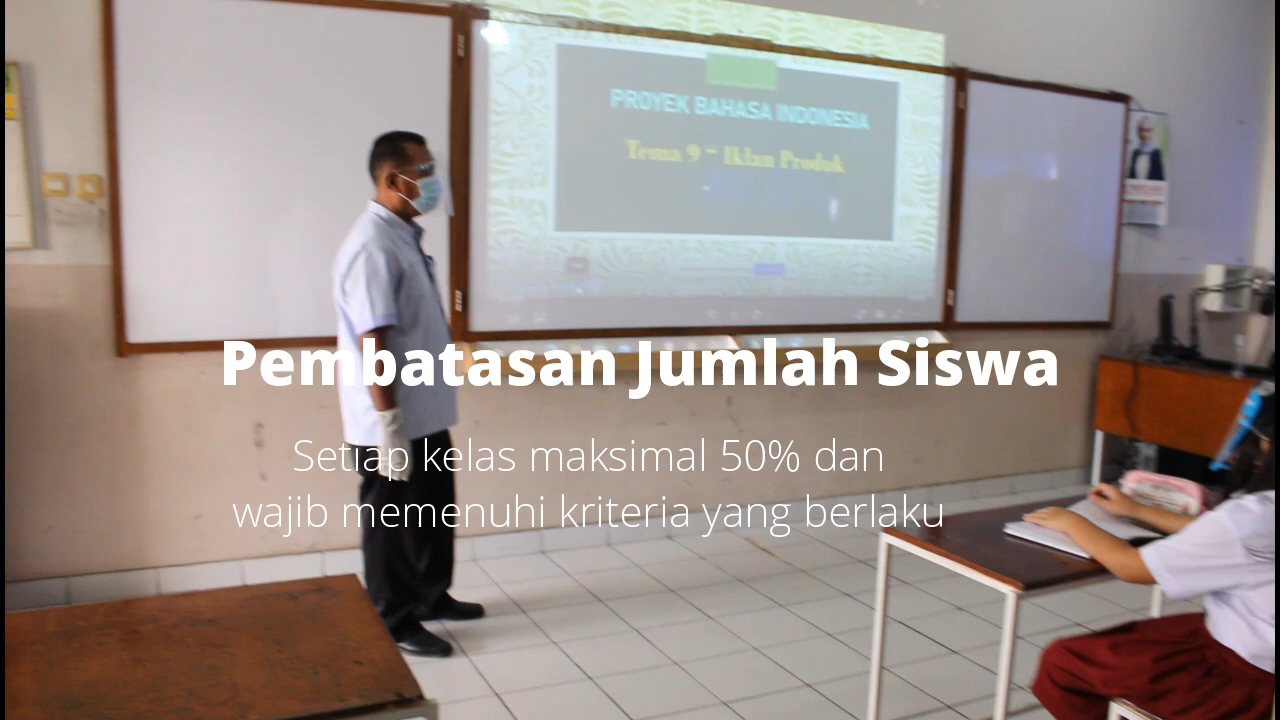 PROYEK BAHASA INDONESIA
Tema 9 - Iklan Produk
Pembatasan Jumlah Siswa
Setiap kelas maksimal 50% dan
wajib memenuhi kriteria yang berlaku